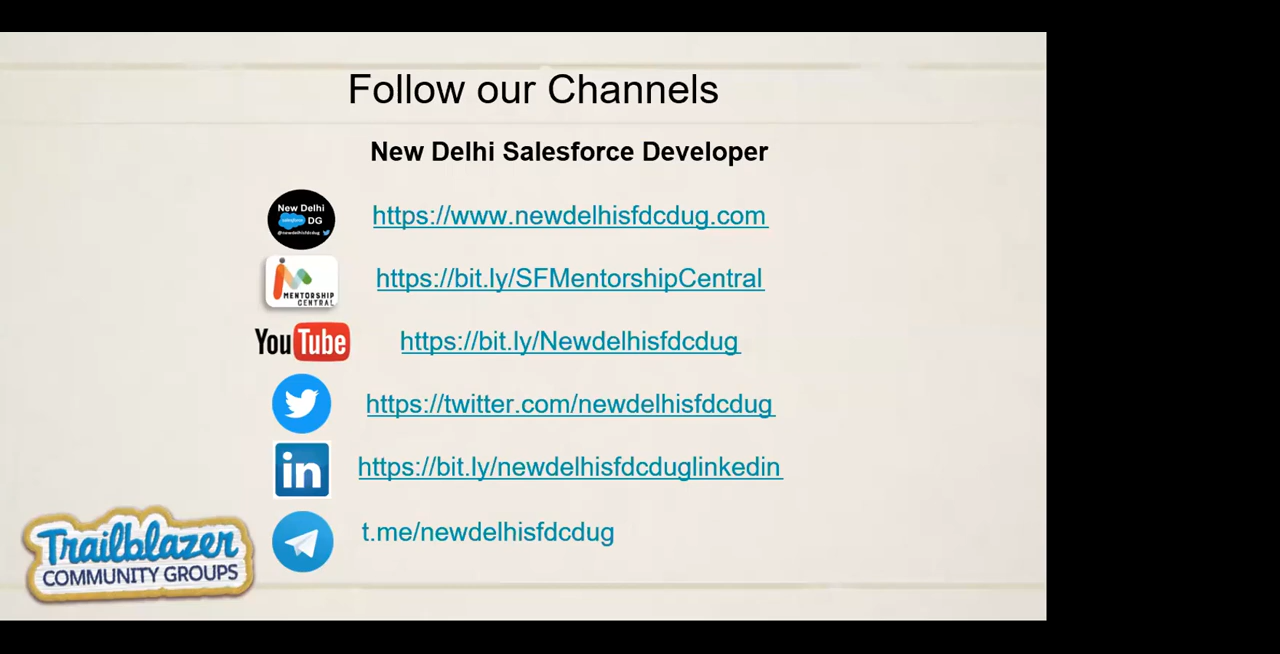 Follow our Channels
New Delhi Salesforce Developer
New Delhi
salesforce DG
@newdelhisfdcdug
https://www.newdelhisfdcdug.com
MENTORSHIP
CENTRAL
https://bit.ly/SFMentorshipCentral
YouTube
https://bit.ly/Newdelhisfdcdug
https://twitter.com/newdelhisfdcdug
in
https://bit.ly/newdelhisfdcduglinkedin
t.me/newdelhisfdcdug
Trailblazer
COMMUNITY GROUPS